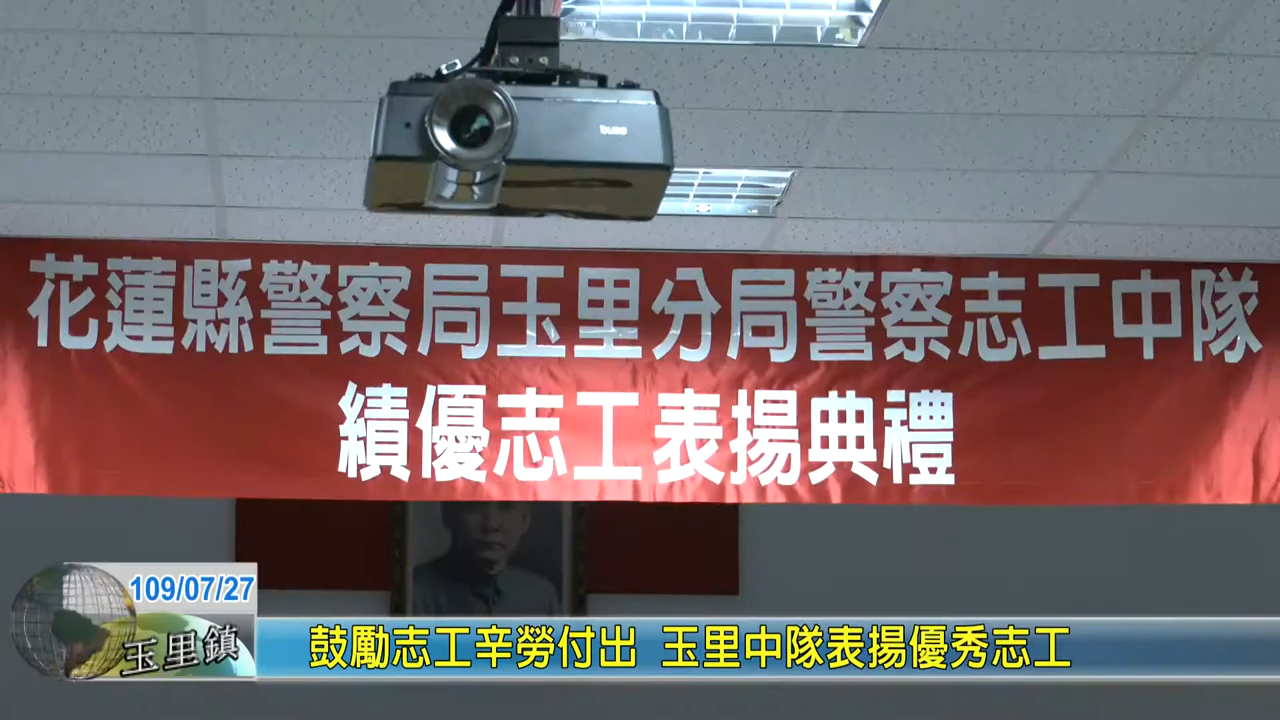 BenQ
花蓮縣警察局玉里分局警察志工中隊
績優志工表揚典禮
109/07/27
玉里鎮
鼓勵志工辛勞付出 玉里中隊表揚優秀志工